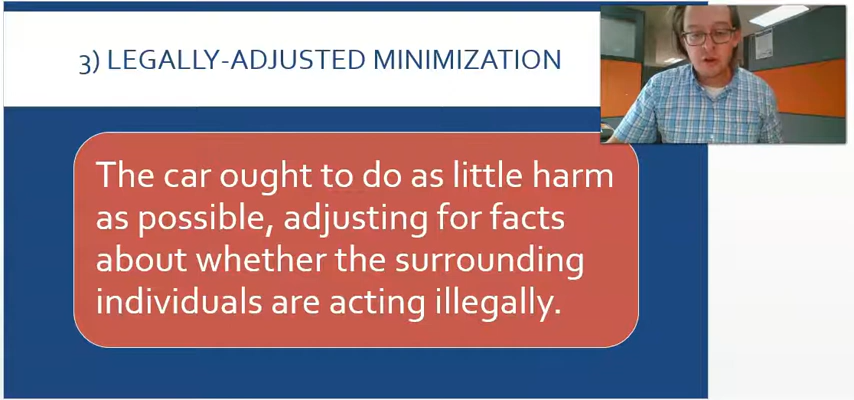 3) LEGALLY-ADJUSTED MINIMIZATION
The car ought to do as little harm
as possible, adjusting for facts
about whether the surrounding
individuals are acting illegally.